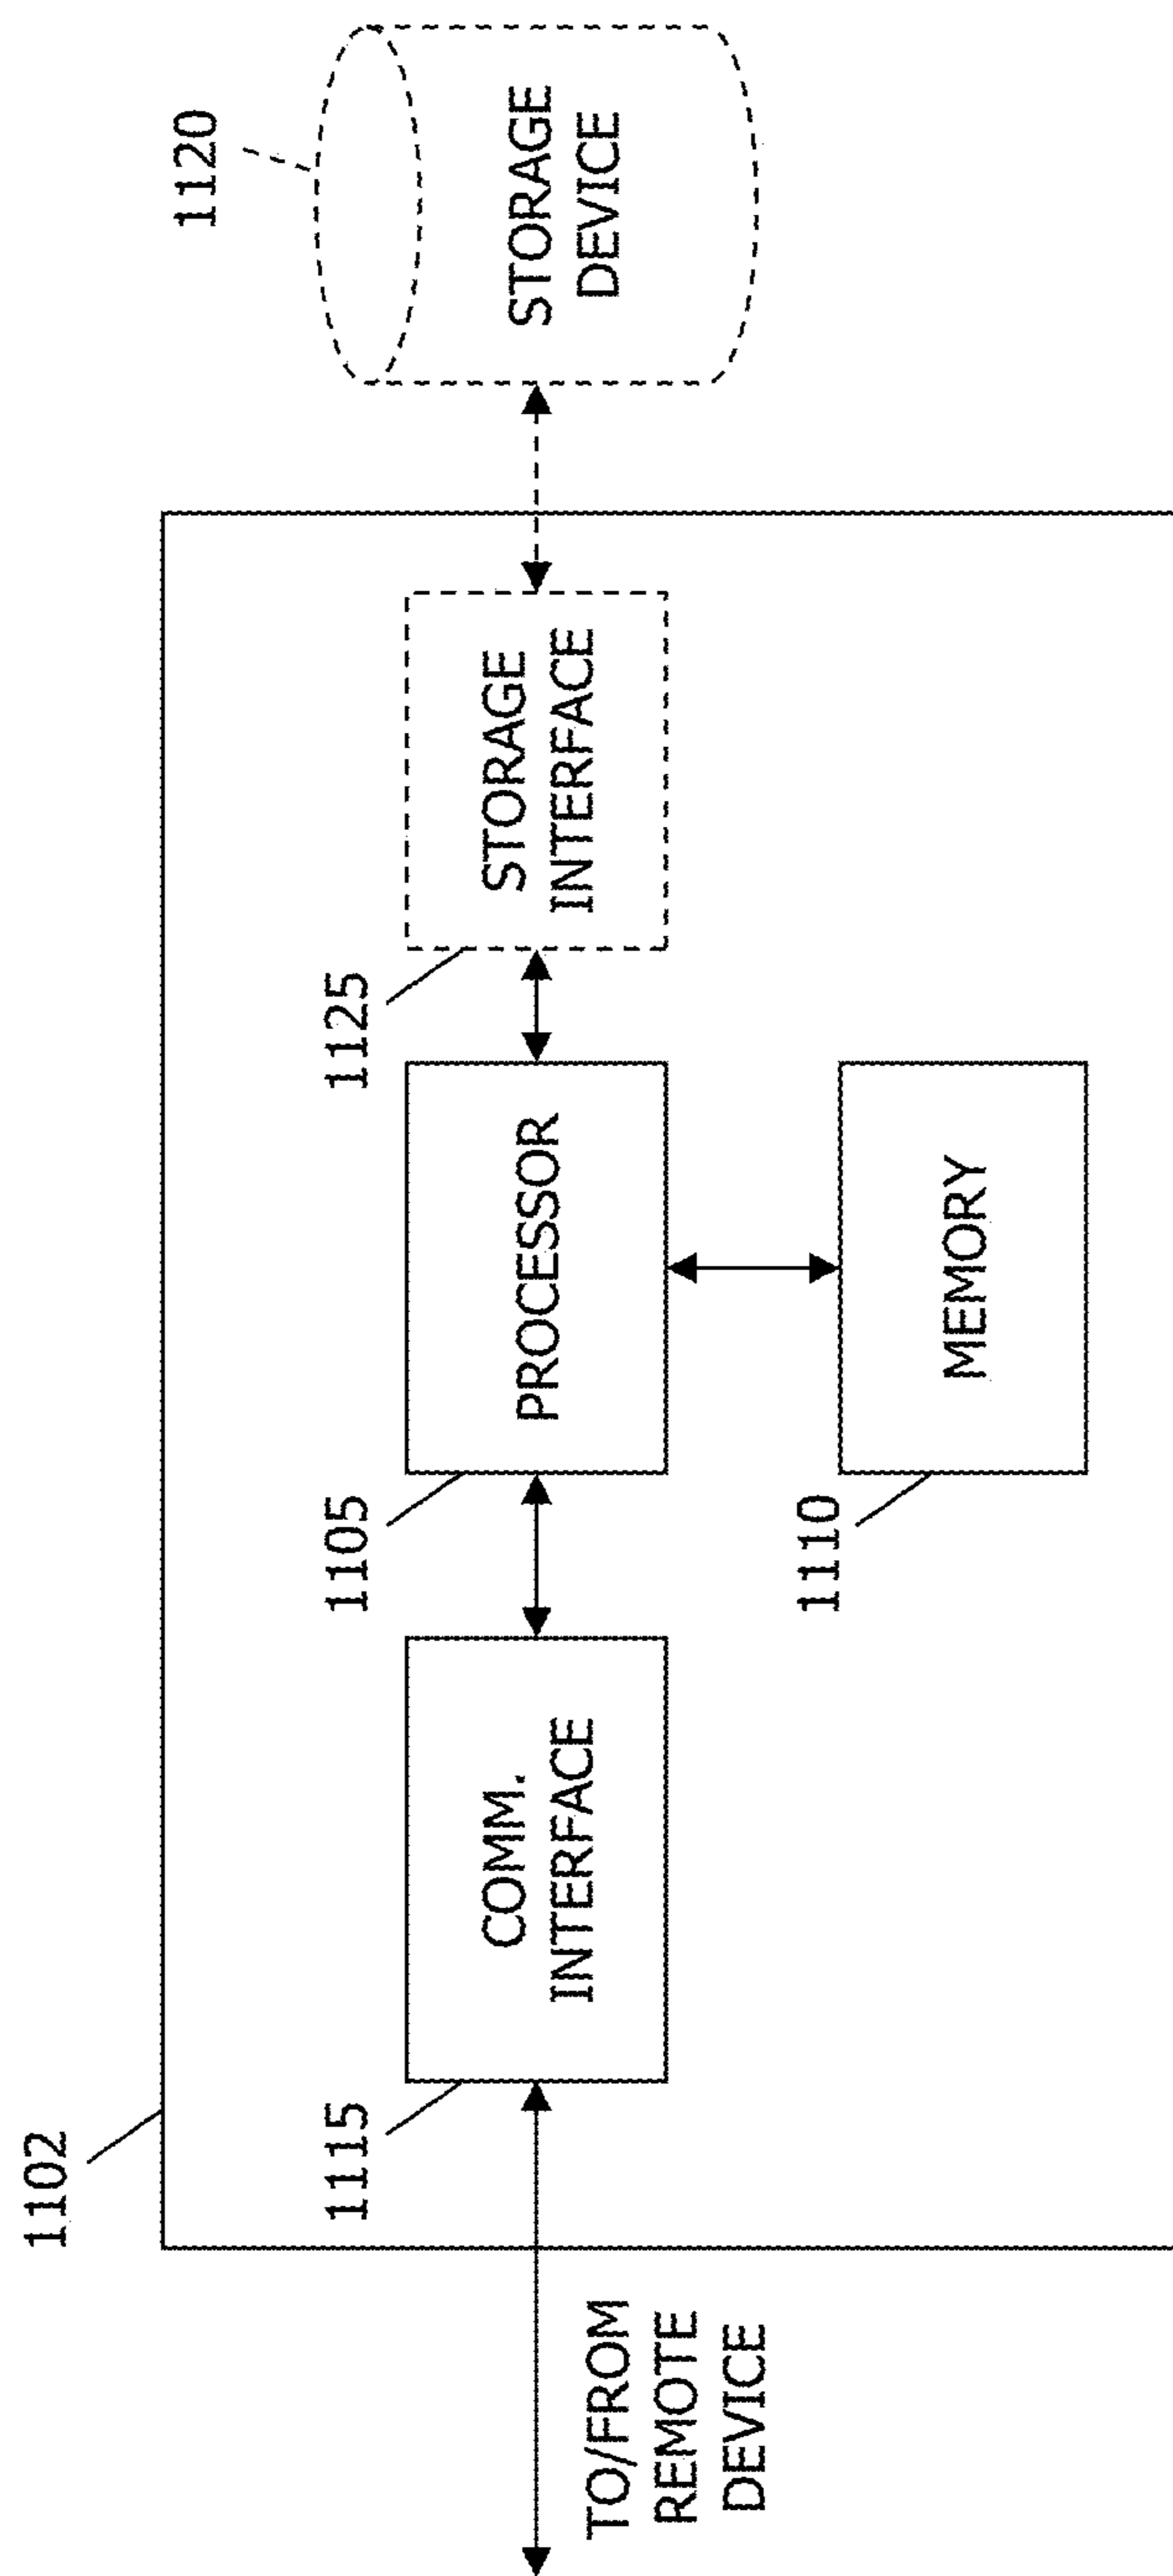 1102
1115
COMM.
INTERFACE
TO/FROM
REMOTE
DEVICE
1105
PROCESSOR
1110
MEMORY
1125
STORAGE
INTERFACE
1120
STORAGE
DEVICE